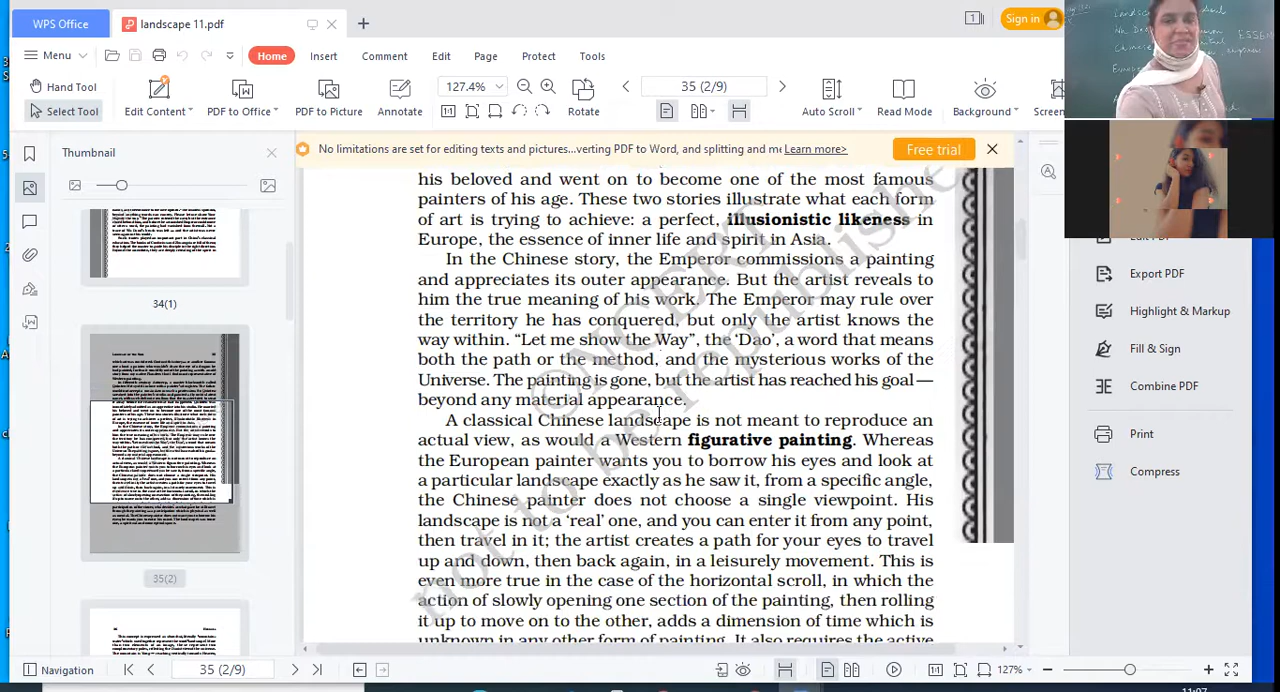 WPS Office
landscape 11.pdf
Sign in
Menu
Home
Insert
Comment
Edit
Page
Protect
Tools
Hand Tool
Select Tool
Edit Content
PDF to Office
PDF to Picture
Annotate
127.4%
35 (2/9)
Rotate
Auto Scroll
Read Mode
Background
Screen
Thumbnail
No limitations are set for editing texts and pictures...verting PDF to Word, and splitting and m
Learn more>
Free trial
34(1)
35(2)
his beloved and went on to become one of the most famous
painters of his age. These two stories illustrate what each form
of art is trying to achieve: a perfect, illusionistic likeness in
Europe, the essence of inner life and spirit in Asia.
In the Chinese story, the Emperor commissions a painting
and appreciates its outer appearance. But the artist reveals to
him the true meaning of his work. The Emperor may rule over
the territory he has conquered, but only the artist knows the
way within. “Let me show the Way”, the ‘Dao’, a word that means
both the path or the method, and the mysterious works of the
Universe. The painting is gone, but the artist has reached his goal —
beyond any material appearance.
A classical Chinese landscape is not meant to reproduce an
actual view, as would a Western figurative painting. Whereas
the European painter wants you to borrow his eyes and look at
a particular landscape exactly as he saw it, from a specific angle,
the Chinese painter does not choose a single viewpoint. His
landscape is not a ‘real’ one, and you can enter it from any point,
then travel in it; the artist creates a path for your eyes to travel
up and down, then back again, in a leisurely movement. This is
even more true in the case of the horizontal scroll, in which the
action of slowly opening one section of the painting, then rolling
it up to move on to the other, adds a dimension of time which is
unknown in any other form of painting. It also requires the active
not to be republished
© NCERT
Export PDF
Highlight & Markup
Fill & Sign
Combine PDF
Print
Compress
Navigation
35 (2/9)
127%
11:07